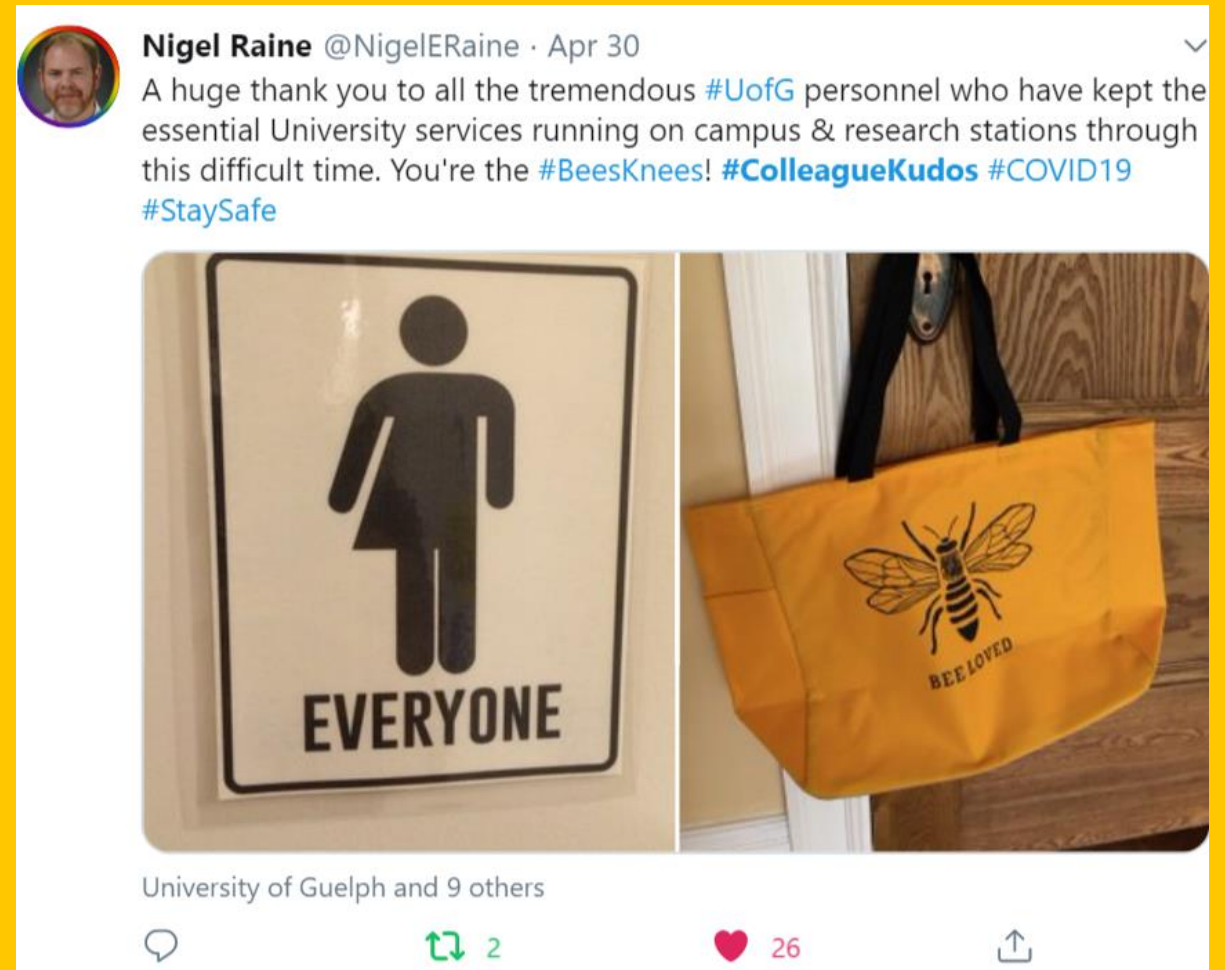 Nigel Raine @NigelERaine · Apr 30
A huge thank you to all the tremendous #UofG personnel who have kept the
essential University services running on campus & research stations through
this difficult time. You're the #BeesKnees! #ColleagueKudos #COVID19
#StaySafe
EVERYONE
BEE LOVED
University of Guelph and 9 others
2
26